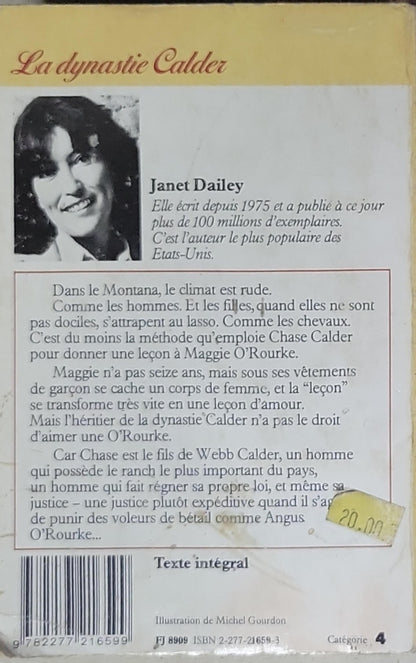 La dynastie Calder
Janet Dailey
Elle écrit depuis 1975 et a publié à ce jour
plus de 100 millions d'exemplaires.
C'est l'auteur le plus populaire des
Etats-Unis.
Dans le Montana, le climat est rude.
Comme les hommes. Et les filles, quand elles ne sont
pas dociles, s'attrapent au lasso. Comme les chevaux.
C'est du moins la méthode qu'emploie Chase Calder
pour donner une leçon à Maggie O'Rourke.
Maggie n'a pas seize ans, mais sous ses vêtements
de garçon se cache un corps de femme, et la "leçon"
se transforme très vite en une leçon d'amour.
Mais l'héritier de la dynastie Calder n'a pas le droit
d'aimer une O'Rourke.
Car Chase est le fils de Webb Calder, un homme
qui possède le ranch le plus important du pays,
un homme qui fait régner sa propre loi, et même sa
justice – une justice plutôt expéditive quand il
de punir des voleurs de bétail comme Angus
O'Rourke...
20.00
Texte intégral
Illustration de Michel Gourdon
9 782277 216599
FJ 8909 ISBN 2-277-21659-3 Catégorie 4